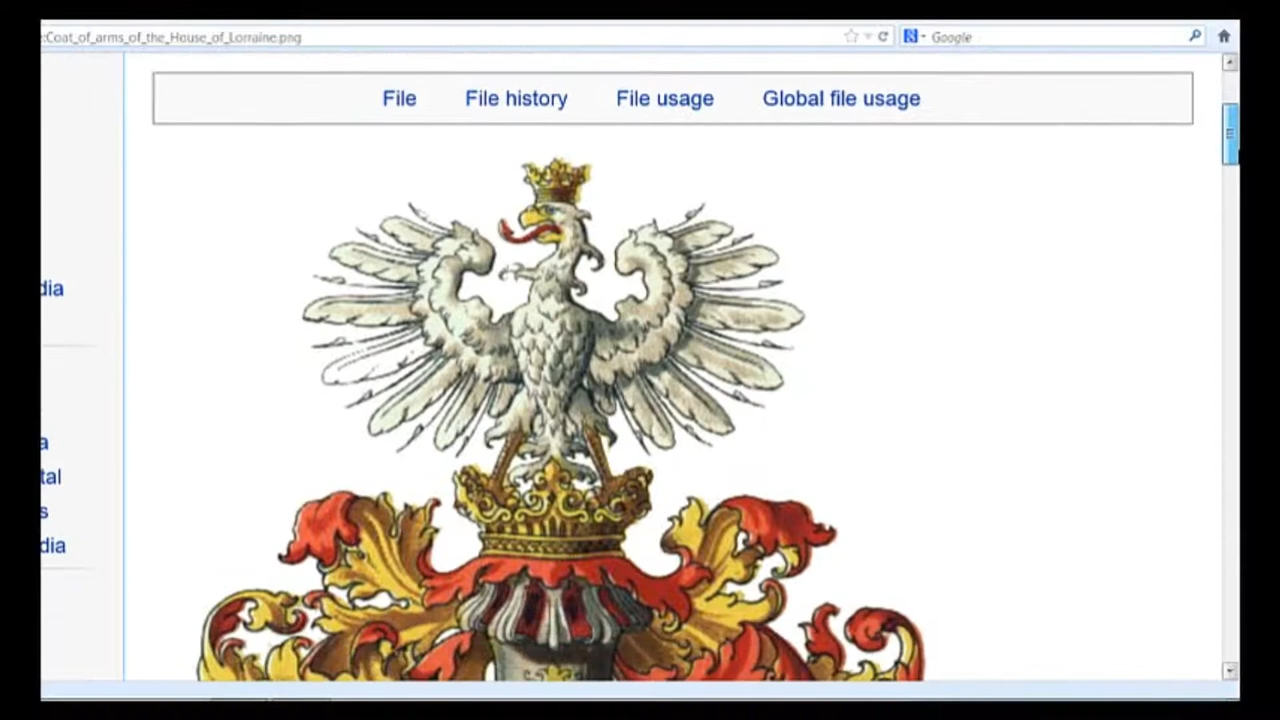 :Coat_of_arms_of_the_House_of_Lorraine.png
Google
File File history File usage Global file usage
dia
a
tal
s
dia